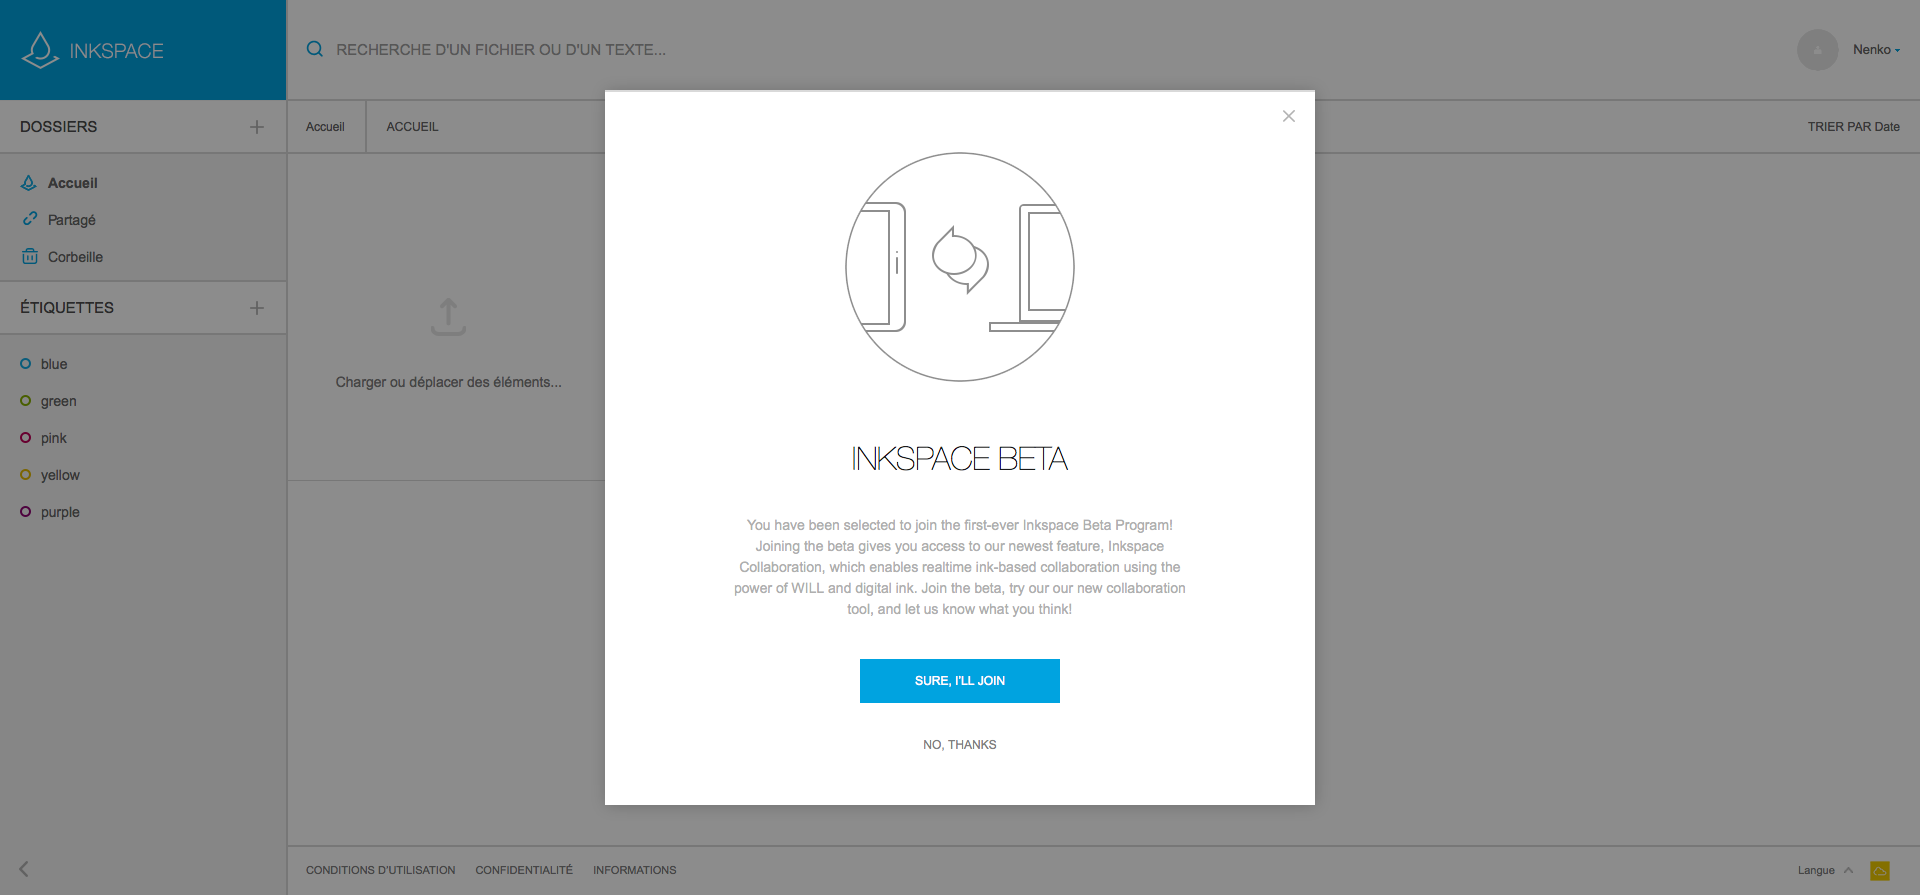 INKSPACE
RECHERCHE D'UN FICHIER OU D'UN TEXTE...
Nenko
DOSSIERS
Accueil
ACCUEIL
TRIER PAR Date
Accueil
Partagé
Corbeille
ÉTIQUETTES
blue
green
pink
yellow
purple
Charger ou déplacer des éléments...
INKSPACE BETA
You have been selected to join the first-ever Inkspace Beta Program!
Joining the beta gives you access to our newest feature, Inkspace
Collaboration, which enables realtime ink-based collaboration using the
power of WILL and digital ink. Join the beta, try our our new collaboration
tool, and let us know what you think!
SURE, I'LL JOIN
NO, THANKS
CONDITIONS D'UTILISATION
CONFIDENTIALITÉ
INFORMATIONS
Langue